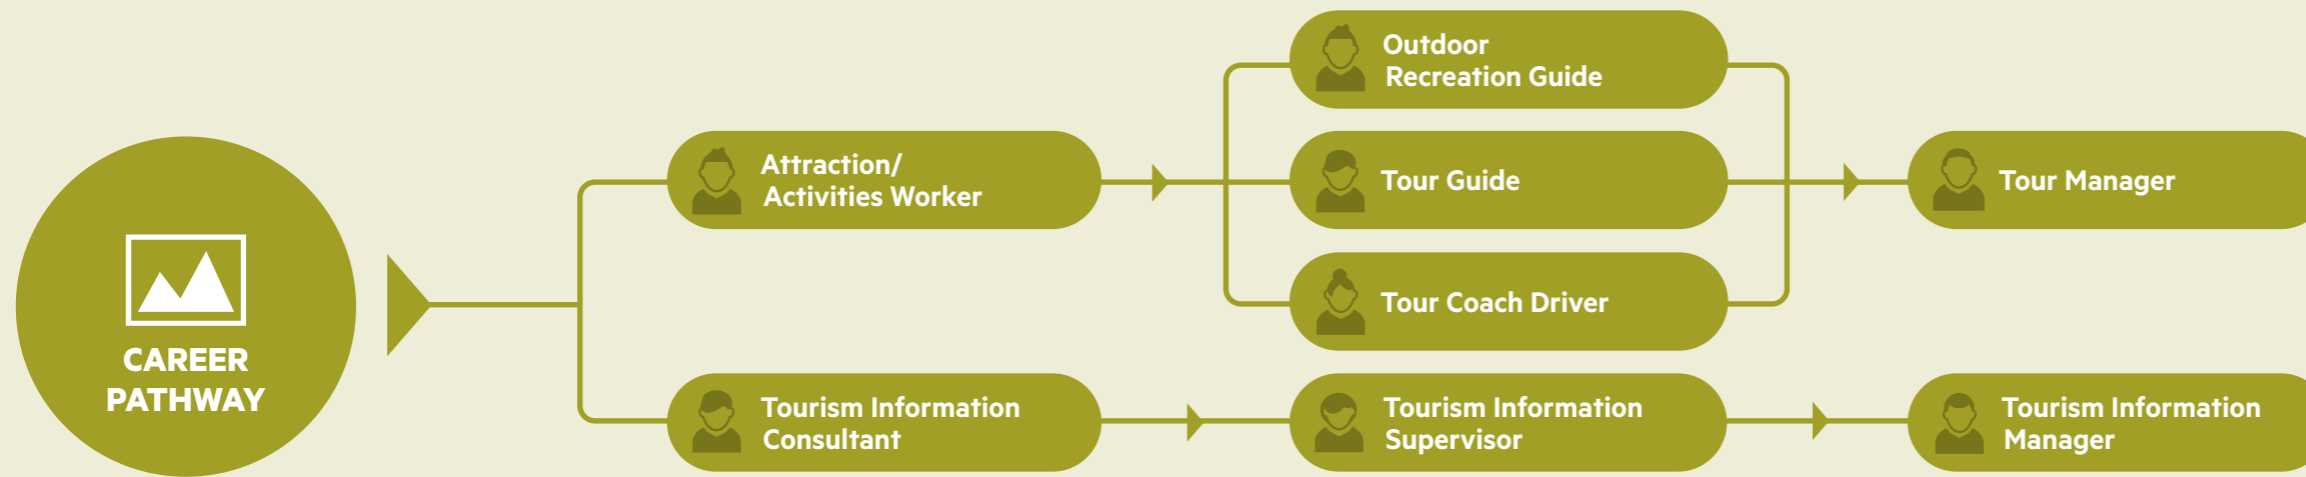 CAREER
PATHWAY
Attraction/
Activities Worker
Outdoor
Recreation Guide
Tour Guide
Tour Coach Driver
Tour Manager
Tourism Information
Consultant
Tourism Information
Supervisor
Tourism Information
Manager